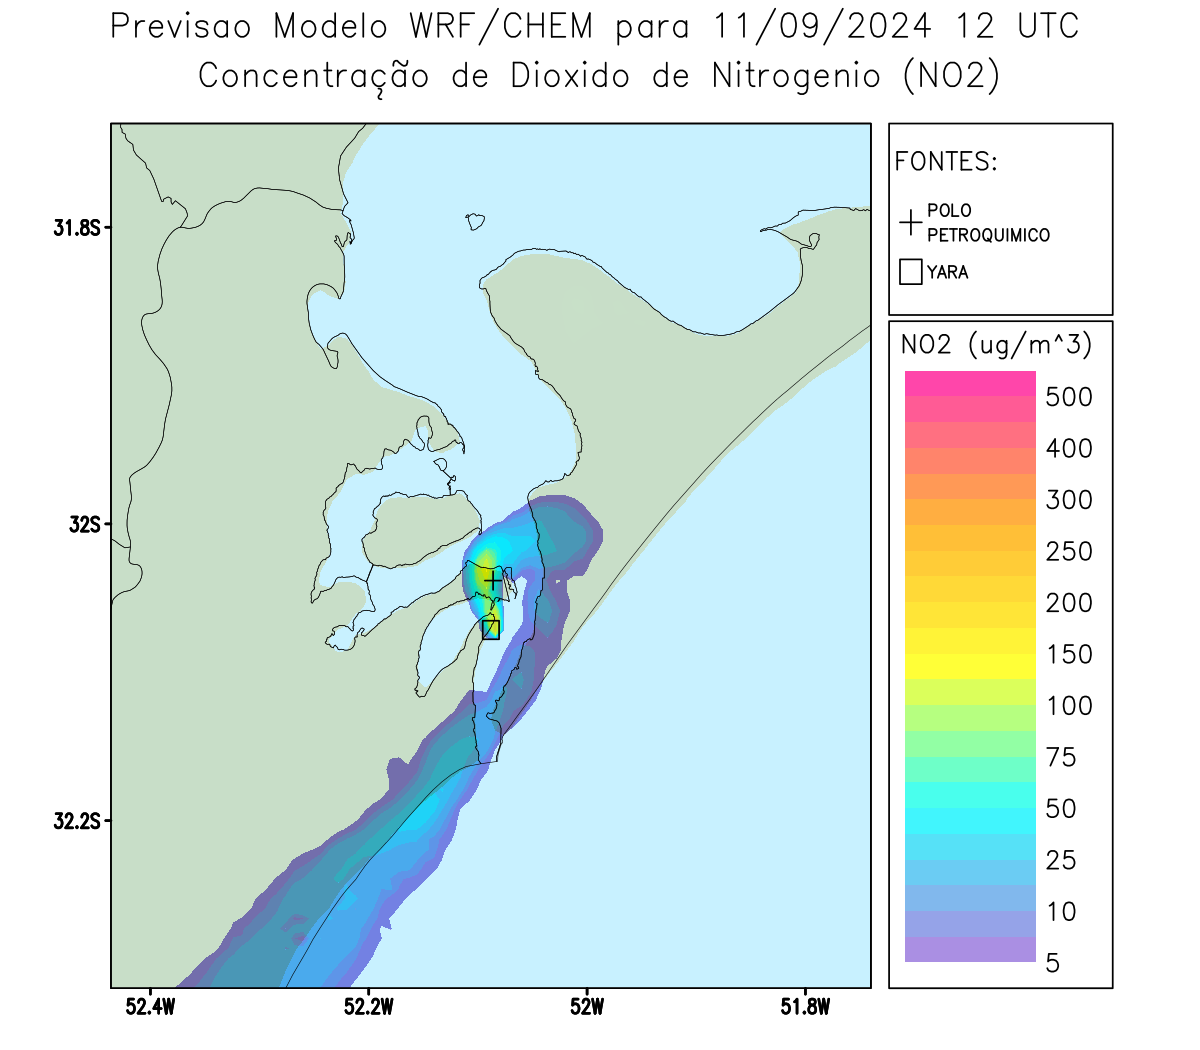 Previsao Modelo WRF/CHEM para 11/09/2024 12 UTC
Concentração de Dioxido de Nitrogenio (NO2)
FONTES:
POLO
PETROQUIMICO
YARA
NO2 (ug/m^3)
500
400
300
250
200
150
100
75
50
25
10
5
31.8S
32S
32.2S
52.4W
52.2W
52W
51.8W